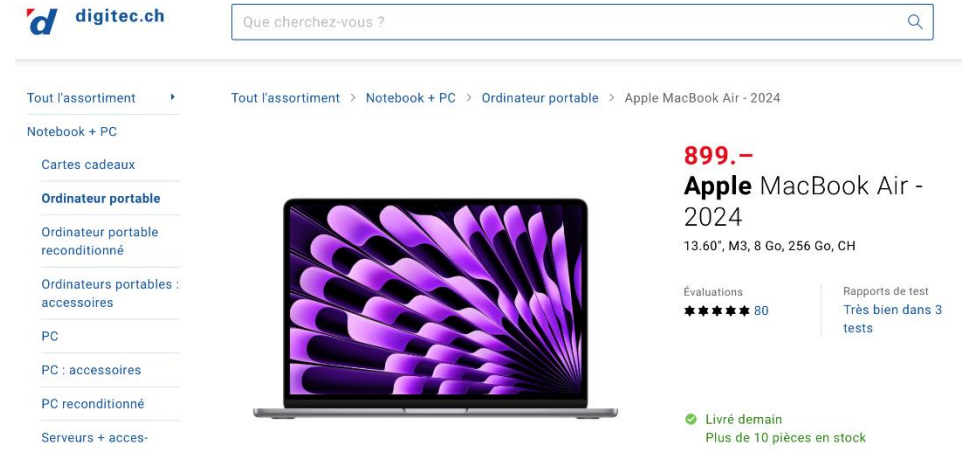 digitec.ch
Que cherchez-vous ?
Tout l'assortiment
Notebook + PC
Cartes cadeaux
Ordinateur portable
Ordinateur portable
reconditionné
Ordinateurs portables :
accessoires
PC
PC : accessoires
PC reconditionné
Serveurs + acces-
Tout l'assortiment > Notebook + PC > Ordinateur portable > Apple MacBook Air - 2024
899.–
Apple MacBook Air -
2024
13.60", M3, 8 Go, 256 Go, CH
Évaluations
80
Rapports de test
Très bien dans 3
tests
Livré demain
Plus de 10 pièces en stock